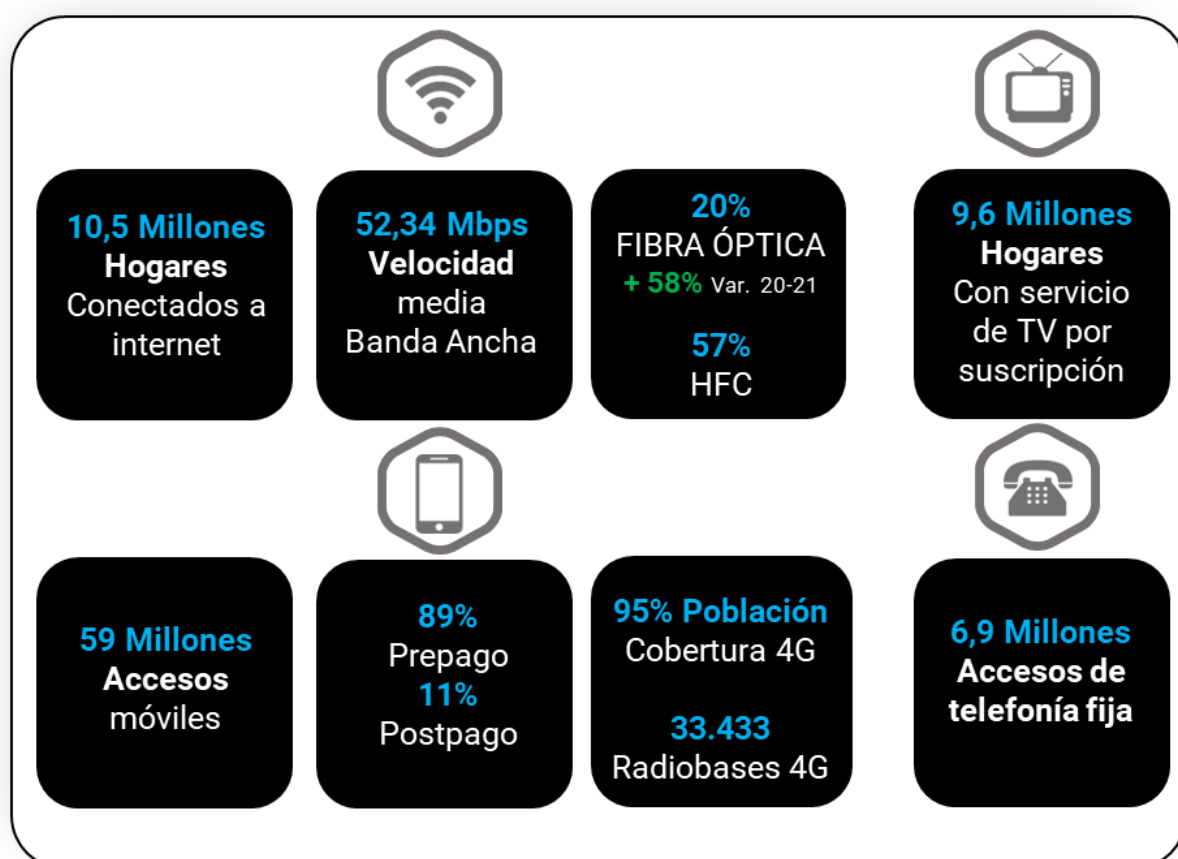 10,5 Millones
Hogares
Conectados a
internet
52,34 Mbps
Velocidad
media
Banda Ancha
20%
FIBRA ÓPTICA
+ 58% Var. 20-21
57%
HFC
9,6 Millones
Hogares
Con servicio
de TV por
suscripción
59 Millones
Accesos
móviles
89%
Prepago
11%
Postpago
95% Población
Cobertura 4G
33.433
Radiobases 4G
6,9 Millones
Accesos de
telefonía fija